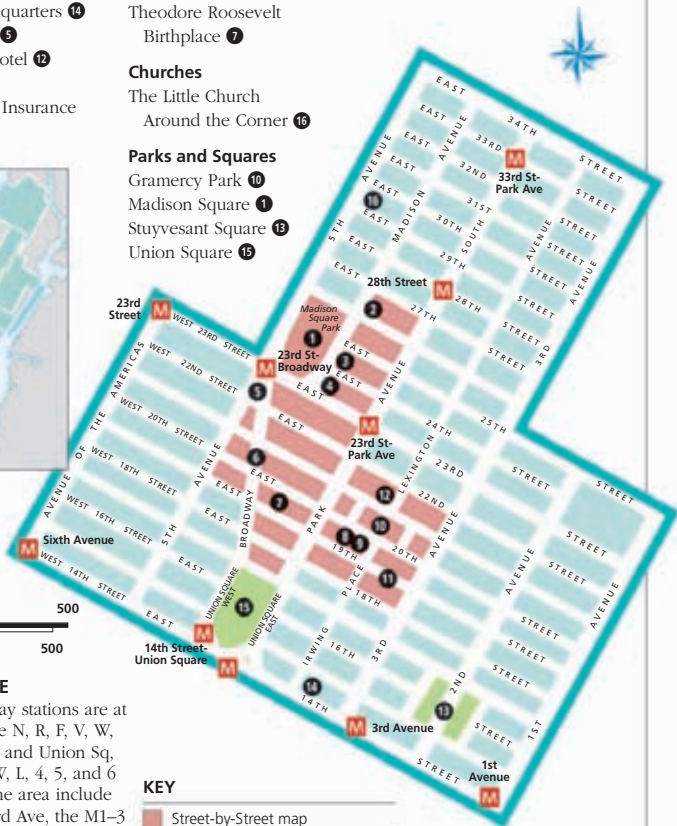 quarters 14
5
otel 12
Insurance
Theodore Roosevelt
Birthplace 7
Churches
The Little Church
Around the Corner 16
Parks and Squares
Gramercy Park 10
Madison Square 1
Stuyvesant Square 13
Union Square 15
EAST 34TH STREET
EAST 33RD STREET
EAST 32ND STREET
EAST 31ST STREET
EAST 30TH STREET
EAST 29TH STREET
EAST 28TH STREET
27TH
5TH AVENUE
MADISON AVENUE
PARK AVENUE SOUTH
LEXINGTON AVENUE
3RD AVENUE
M
33rd St-
Park Ave
16
28th Street
M
2
Madison
Square
Park
1
3
EAST
4
EAST
23rd
Street
M
WEST 23RD STREET
WEST 22ND STREET
WEST 20TH STREET
WEST 18TH STREET
WEST 16TH STREET
WEST 14TH STREET
AVENUE OF THE AMERICAS
5TH AVENUE
M
23rd St-
Broadway
5
EAST
M
23rd St-
Park Ave
24TH
25TH STREET
STREET
23RD
22ND
6
EAST
7
EAST
EAST
EAST
EAST
BROADWAY
PARK
12
10
8
9
19TH
20TH
11
18TH
IRVING PLACE
16TH
14TH STREET
3RD AVENUE
2ND AVENUE
1ST AVENUE
STREET
STREET
STREET
STREET
STREET
M
Sixth Avenue
UNION SQUARE
WEST
15
UNION SQUARE
EAST
M
14th Street-
Union Square
M
14
M
3rd Avenue
13
1st
Avenue
M
500
500
E
ay stations are at
e N, R, F, V, W,
and Union Sq,
W, L, 4, 5, and 6
ne area include
rd Ave, the M1–3
KEY
Street-by-Street map